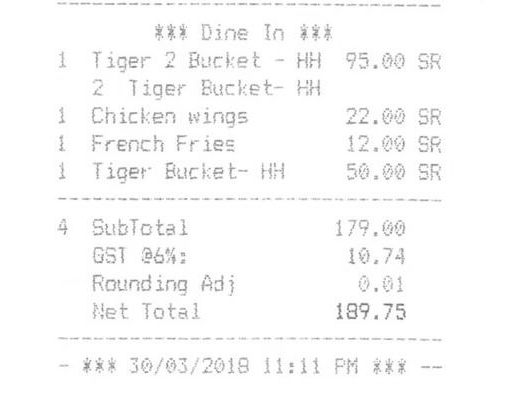 *** Dine In ***
1 Tiger 2 Bucket - HH 95.00 SR
2 Tiger Bucket- HH
1 Chicken wings 22.00 SR
1 French Fries 12.00 SR
1 Tiger Bucket- HH 50.00 SR
4 SubTotal 179.00
GST @6%: 10.74
Rounding Adj 0.01
Net Total 189.75
- *** 30/03/2018 11:11 PM *** --